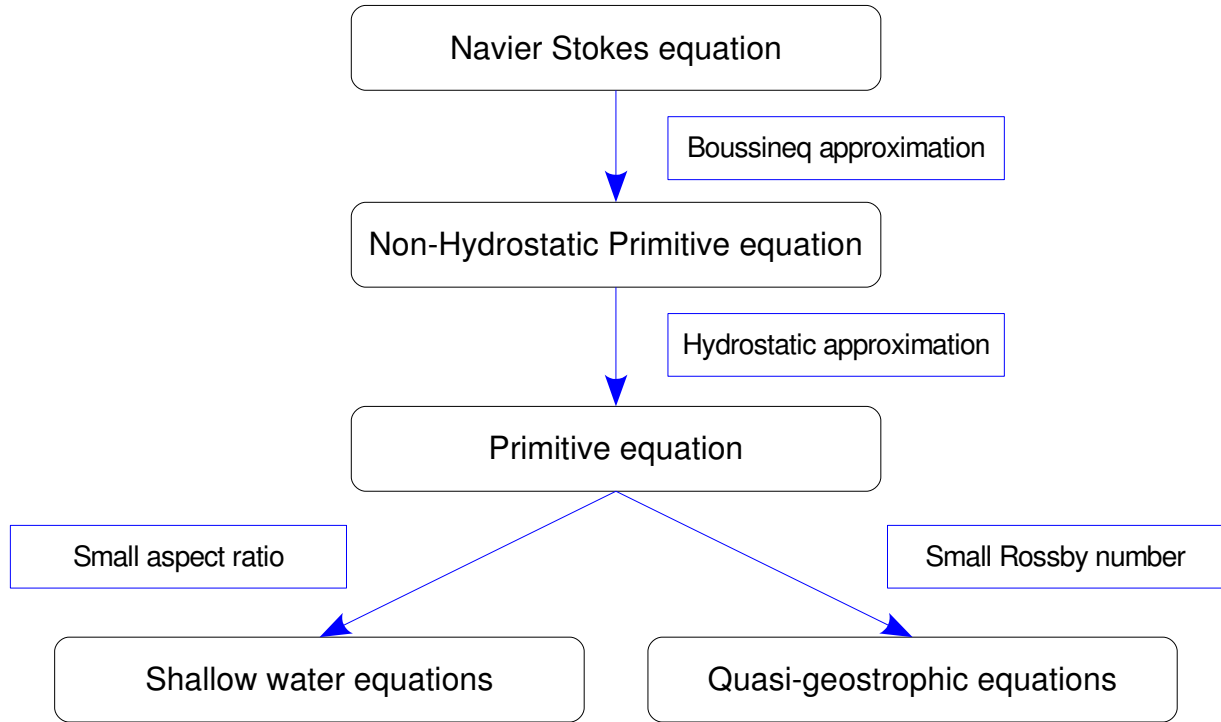 Navier Stokes equation
Boussineq approximation
Non-Hydrostatic Primitive equation
Hydrostatic approximation
Primitive equation
Small aspect ratio
Small Rossby number
Shallow water equations
Quasi-geostrophic equations